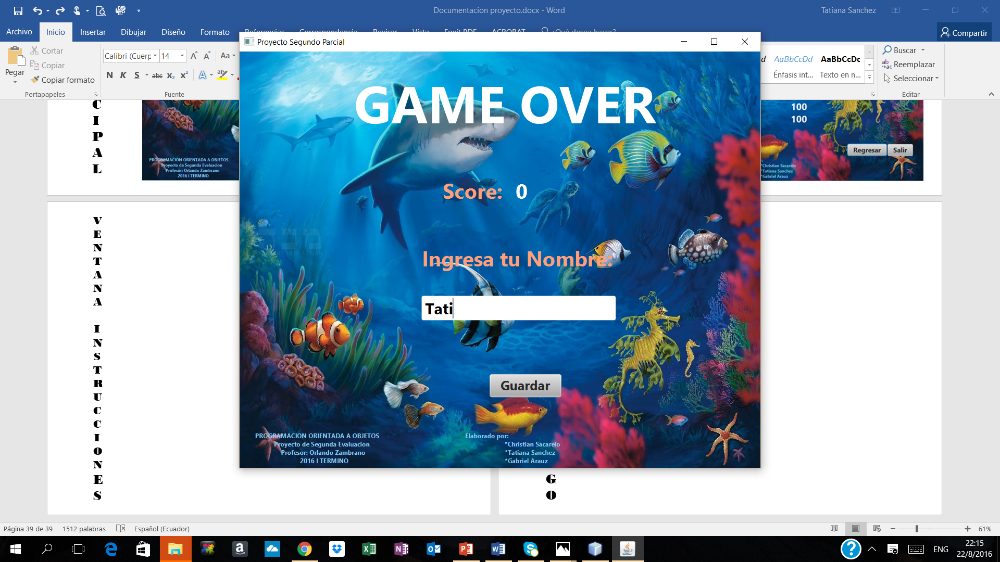 Documentacion proyecto.docx - Word
Tatiana Sanchez
Archivo
Inicio
Insertar
Dibujar
Diseño
Formato
Compartir
Pegar
Cortar
Copiar
Copiar formato
Portapapeles
Calibri (Cuerp
14
Aa
N K S abc x₂ x²
Fuente
AaBbCcDd
AaBbCcDc
Énfasis int...
Texto en n...
Buscar
Reemplazar
Seleccionar
Editar
Proyecto Segundo Parcial
GAME OVER
Score: 0
Ingresa tu Nombre:
Tati
Guardar
PROGRAMACION ORIENTADA A OBJETOS
Proyecto de Segunda Evaluacion
Profesor: Orlando Zambrano
2016 I TERMINO
Elaborado por:
*Christian Sacarelo
*Tatiana Sanchez
*Gabriel Arauz
C
I
P
A
L
PROGRAMACION ORIENTADA A OBJETOS
Proyecto de Segunda Evaluacion
Profesor: Orlando Zambrano
2016 I TERMINO
100
100
Regresar
Salir
*Christian Sacarelo
*Tatiana Sanchez
*Gabriel Arauz
V
E
N
T
A
N
A
I
N
S
T
R
U
C
C
I
O
N
E
S
G
O
Página 39 de 39
1512 palabras
Español (Ecuador)
61%
ENG
22:15
22/8/2016